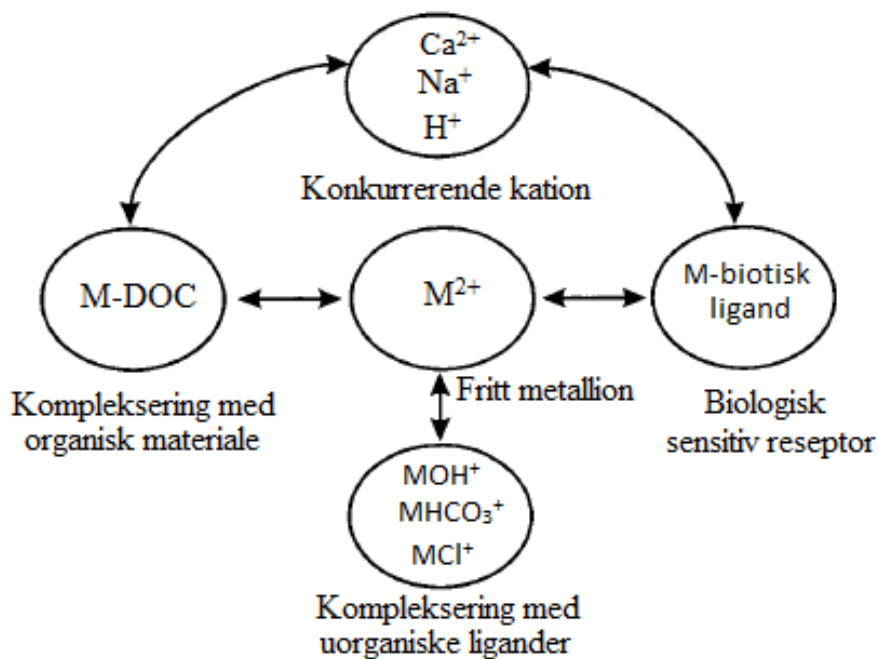 Ca²⁺
Na⁺
H⁺
Konkurrerende kation
M-DOC
M²⁺
M-biotisk
ligand
Kompleksering med
organisk materiale
Fritt metallion
Biologisk
sensitiv reseptor
MOH⁺
MHCO₃⁺
MCl⁺
Kompleksering med
uorganiske ligander